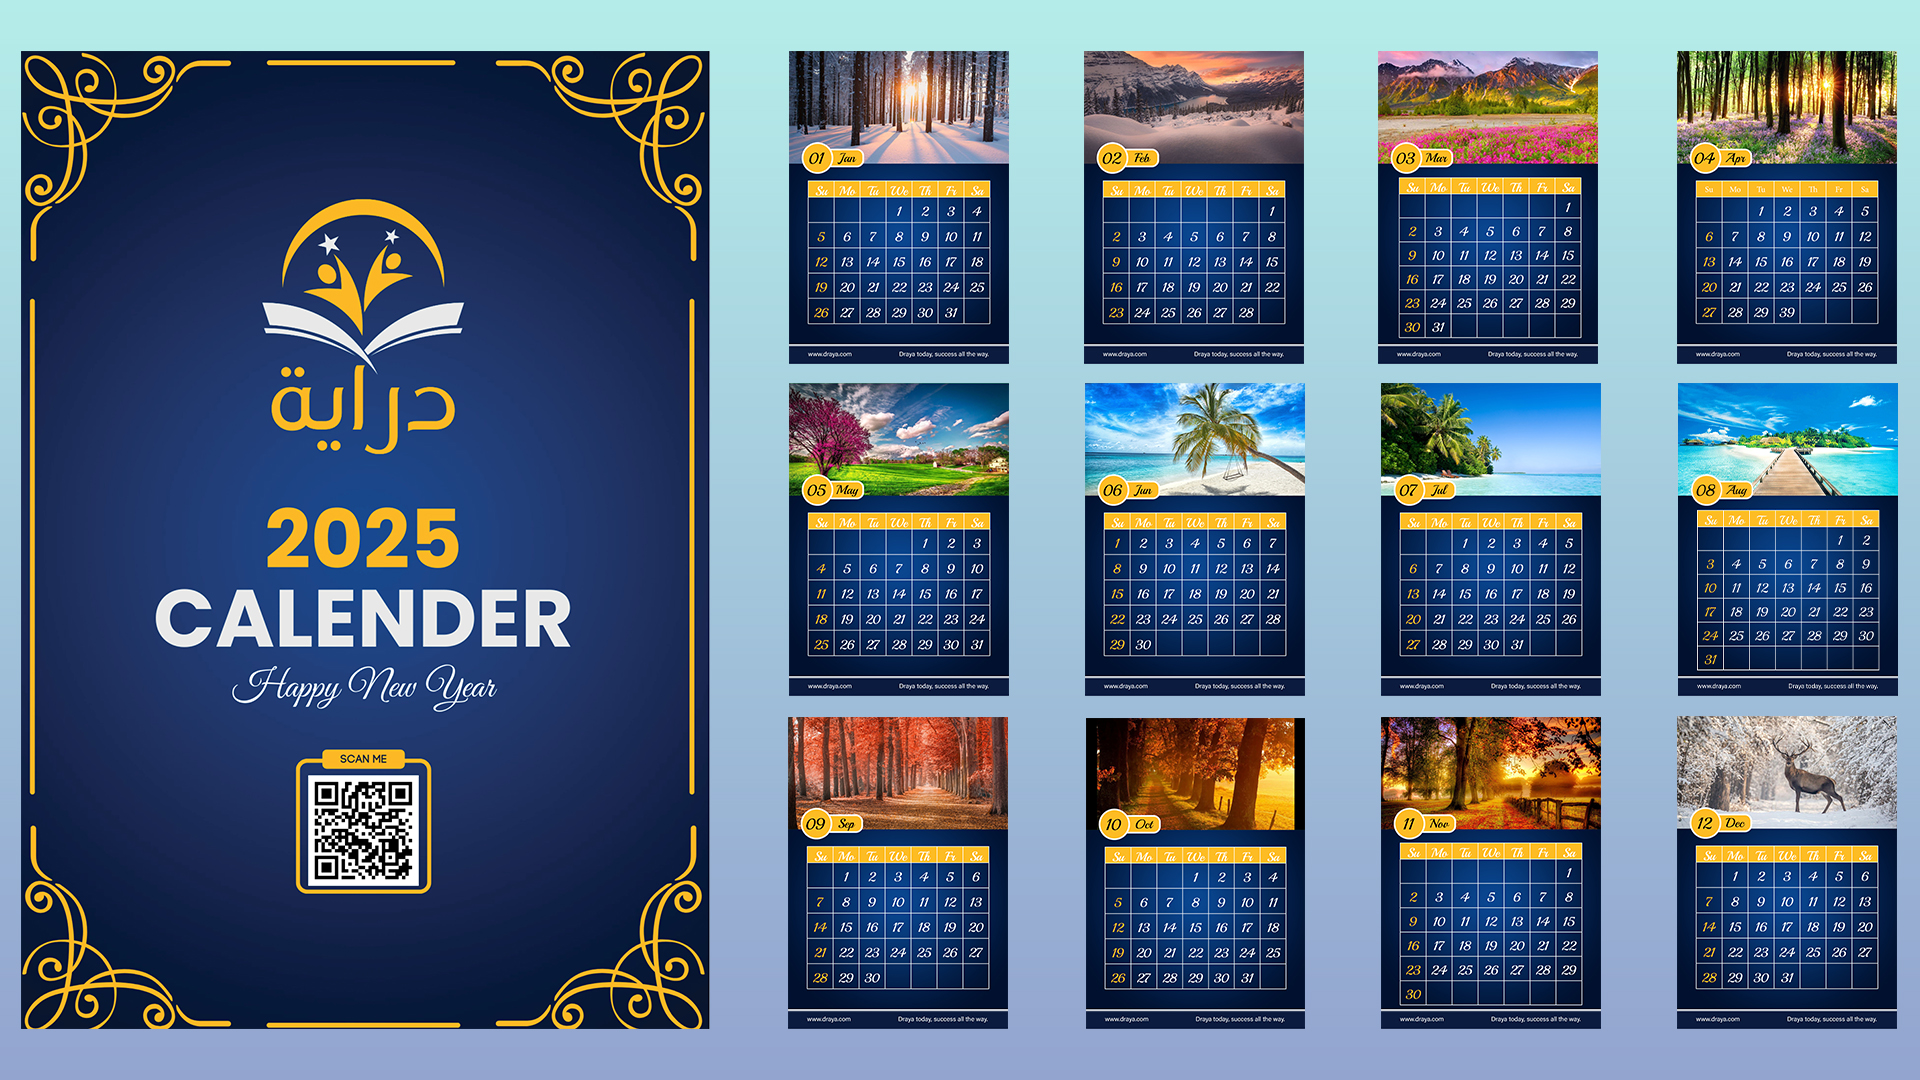 دراية
2025
CALENDER
Happy New Year
SCAN ME
01 Jan
Su Mo Tu We Th Fr Sa
1 2 3 4
5 6 7 8 9 10 11
12 13 14 15 16 17 18
19 20 21 22 23 24 25
26 27 28 29 30 31
www.draya.com Draya today, success all the way.
02 Feb
Su Mo Tu We Th Fr Sa
1
2 3 4 5 6 7 8
9 10 11 12 13 14 15
16 17 18 19 20 21 22
23 24 25 26 27 28
www.draya.com Draya today, success all the way.
03 Mar
Su Mo Tu We Th Fr Sa
1
2 3 4 5 6 7 8
9 10 11 12 13 14 15
16 17 18 19 20 21 22
23 24 25 26 27 28 29
30 31
www.draya.com Draya today, success all the way.
04 Apr
Su Mo Tu We Th Fr Sa
1 2 3 4 5
6 7 8 9 10 11 12
13 14 15 16 17 18 19
20 21 22 23 24 25 26
27 28 29 39
www.draya.com Draya today, success all the way.
05 May
Su Mo Tu We Th Fr Sa
1 2 3
4 5 6 7 8 9 10
11 12 13 14 15 16 17
18 19 20 21 22 23 24
25 26 27 28 29 30 31
www.draya.com Draya today, success all the way.
06 Jun
Su Mo Tu We Th Fr Sa
1 2 3 4 5 6 7
8 9 10 11 12 13 14
15 16 17 18 19 20 21
22 23 24 25 26 27 28
29 30
www.draya.com Draya today, success all the way.
07 Jul
Su Mo Tu We Th Fr Sa
1 2 3 4 5
6 7 8 9 10 11 12
13 14 15 16 17 18 19
20 21 22 23 24 25 26
27 28 29 30 31
www.draya.com Draya today, success all the way.
08 Aug
Su Mo Tu We Th Fr Sa
1 2
3 4 5 6 7 8 9
10 11 12 13 14 15 16
17 18 19 20 21 22 23
24 25 26 27 28 29 30
31
www.draya.com Draya today, success all the way.
09 Sep
Su Mo Tu We Th Fr Sa
1 2 3 4 5 6
7 8 9 10 11 12 13
14 15 16 17 18 19 20
21 22 23 24 25 26 27
28 29 30
www.draya.com Draya today, success all the way.
10 Oct
Su Mo Tu We Th Fr Sa
1 2 3 4
5 6 7 8 9 10 11
12 13 14 15 16 17 18
19 20 21 22 23 24 25
26 27 28 29 30 31
www.draya.com Draya today, success all the way.
11 Nov
Su Mo Tu We Th Fr Sa
1
2 3 4 5 6 7 8
9 10 11 12 13 14 15
16 17 18 19 20 21 22
23 24 25 26 27 28 29
30
www.draya.com Draya today, success all the way.
12 Dec
Su Mo Tu We Th Fr Sa
1 2 3 4 5 6
7 8 9 10 11 12 13
14 15 16 17 18 19 20
21 22 23 24 25 26 27
28 29 30 31
www.draya.com Draya today, success all the way.